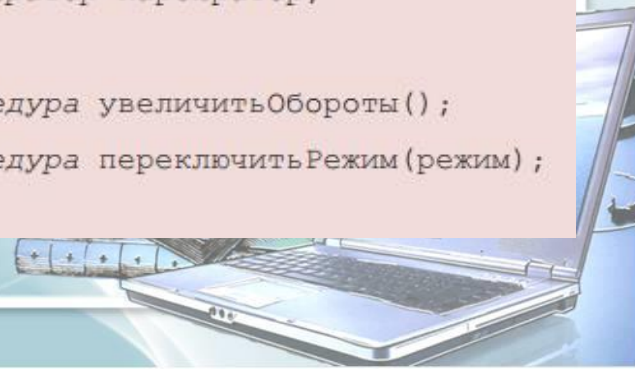 едура увеличитьОбороты();
едура переключитьРежим(режим);